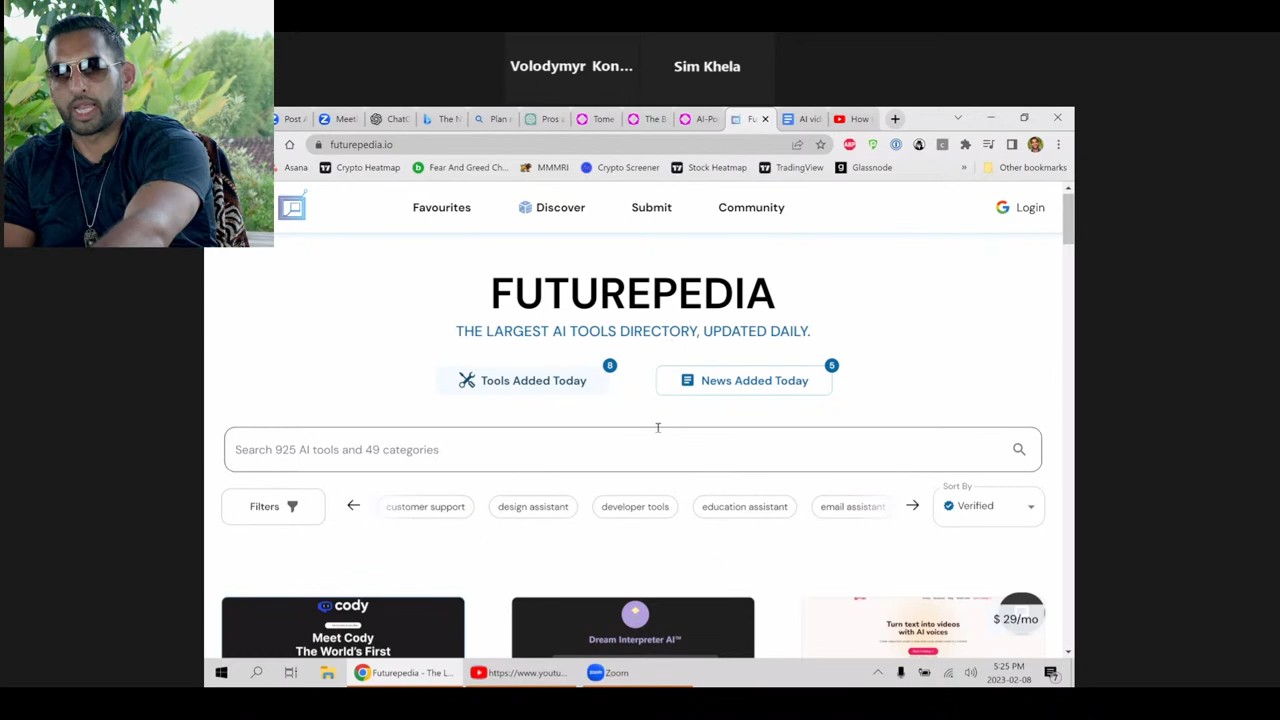 Volodymyr Kon...
Sim Khela
Post
Meeti
ChatG
The N
Plan r
Pros a
Tome
The B
AI-Po
Fu
AI vid
How
futurepedia.io
Asana
Crypto Heatmap
Fear And Greed Ch...
MMMRI
Crypto Screener
Stock Heatmap
TradingView
Glassnode
»
Other bookmarks
Favourites
Discover
Submit
Community
Login
FUTUREPEDIA
THE LARGEST AI TOOLS DIRECTORY, UPDATED DAILY.
Tools Added Today
8
News Added Today
5
Search 925 AI tools and 49 categories
Filters
customer support
design assistant
developer tools
education assistant
email assistant
Sort By
Verified
cody
Meet Cody
The World's First
Dream Interpreter AI™
Turn text into videos
with AI voices
$ 29/mo
Futurepedia - The L...
https://www.youtu...
Zoom
5:25 PM
2023-02-08